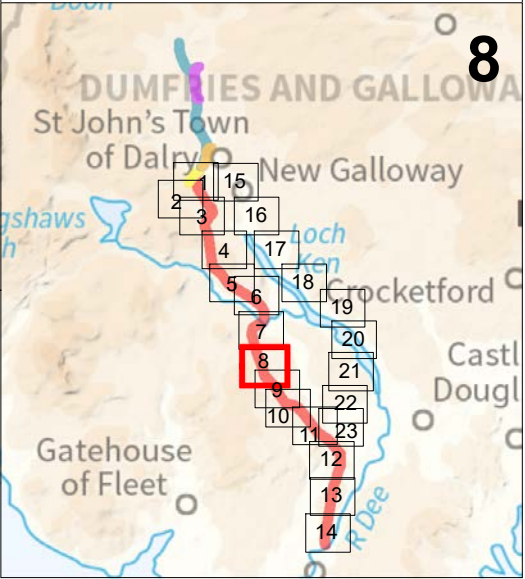 Doon
8
DUMFRIES AND GALLOWA
St John's Town
of Dalry
New Galloway
1
15
2
3
16
gshaws
h
Loch
Ken
4
17
5
6
18
Crocketford
19
7
20
8
21
Castl
Dougl
9
22
10
11
23
Gatehouse
of Fleet
12
13
R Dee
14